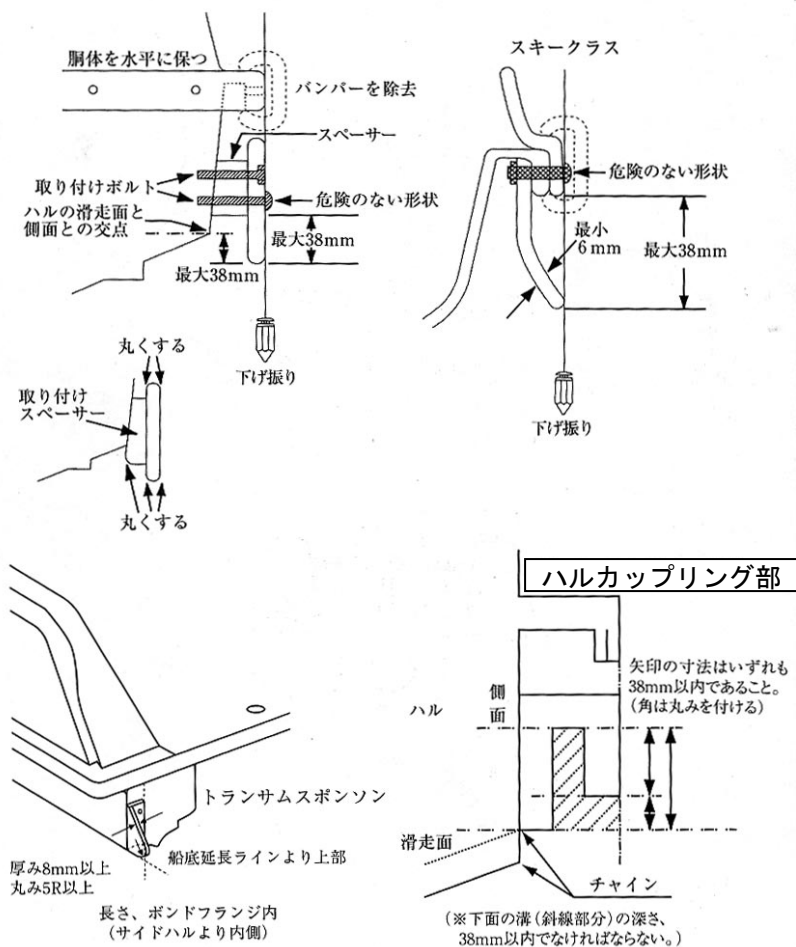 胴体を水平に保つ
バンバーを除去
スペーサー
取り付けボルト
ハルの滑走面と
側面との交点
危険のない形状
最大38mm
最大38mm
下げ振り
スキークラス
危険のない形状
最小
6mm
最大38mm
下げ振り
丸くする
取り付け
スペーサー
丸くする
トランサムスポンソン
船底延長ラインより上部
厚み8mm以上
丸み5R以上
長さ、ボンドフランジ内
(サイドハルより内側)
ハルカップリング部
矢印の寸法はいずれも
38mm以内であること。
(角は丸みを付ける)
ハル
側面
滑走面
チャイン
(※下面の溝(斜線部分)の深さ、
38mm以内でなければならない。)